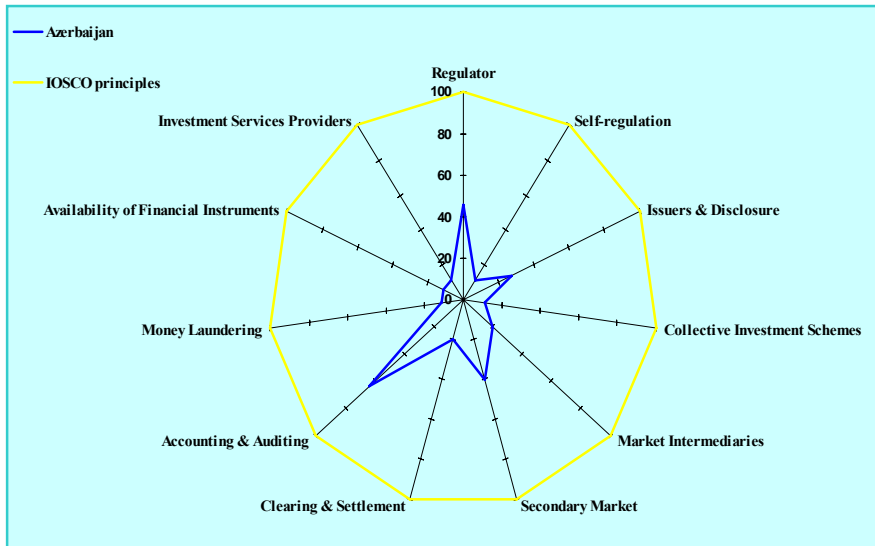 Azerbaijan
IOSCO principles
Regulator
100
Investment Services Providers
Self-regulation
80
60
Availability of Financial Instruments
Issuers & Disclosure
40
20
0
Money Laundering
Collective Investment Schemes
Accounting & Auditing
Market Intermediaries
Clearing & Settlement
Secondary Market